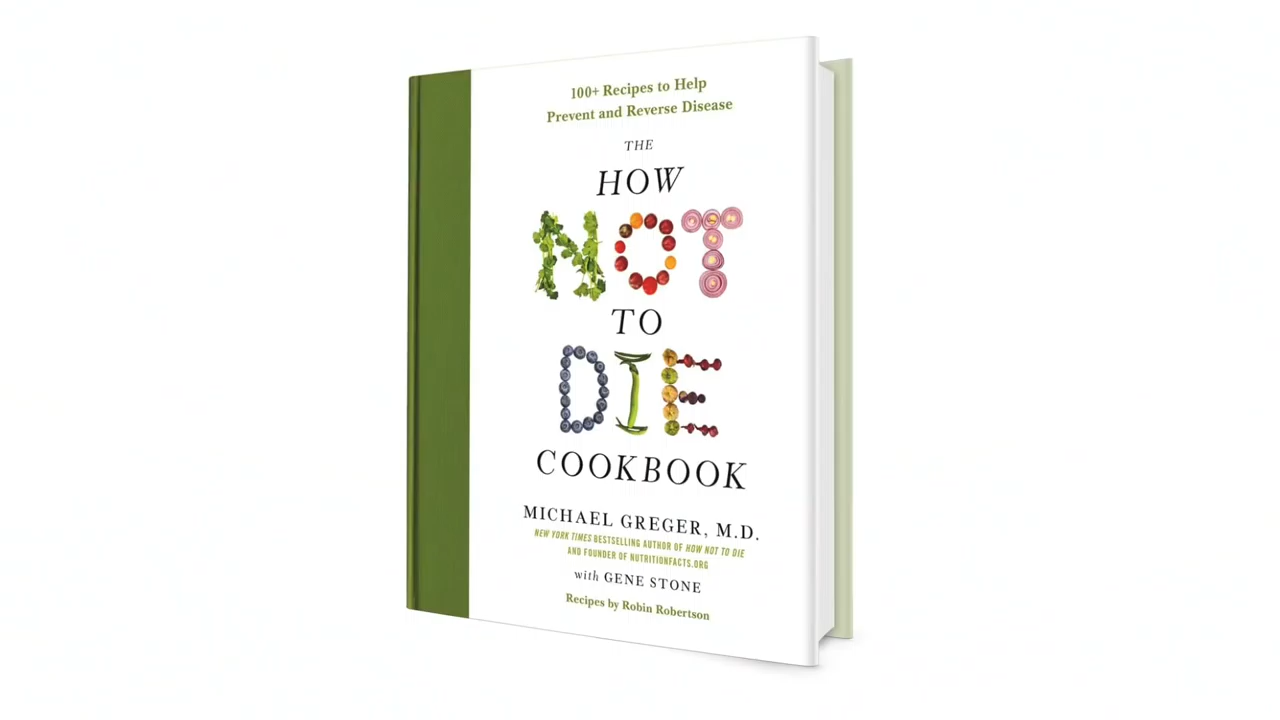 100+ Recipes to Help
Prevent and Reverse Disease
THE
HOW
NOT
TO
DIE
COOKBOOK
MICHAEL GREGER, M.D.
NEW YORK TIMES BESTSELLING AUTHOR OF HOW NOT TO DIE
AND FOUNDER OF NUTRITIONFACTS.ORG
with GENE STONE
Recipes by Robin Robertson